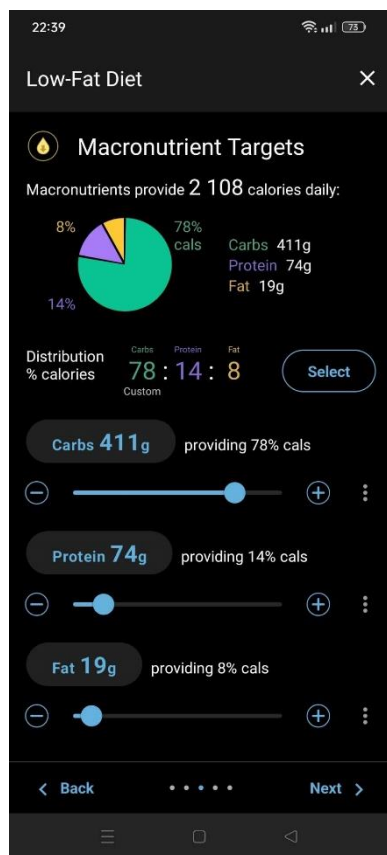 22:39
73
Low-Fat Diet
Macronutrient Targets
Macronutrients provide 2 108 calories daily:
8%
78%
cals
14%
Carbs 411g
Protein 74g
Fat 19g
Distribution
% calories
Carbs Protein Fat
78 : 14 : 8
Custom
Select
Carbs 411g providing 78% cals
Protein 74g providing 14% cals
Fat 19g providing 8% cals
Back
Next